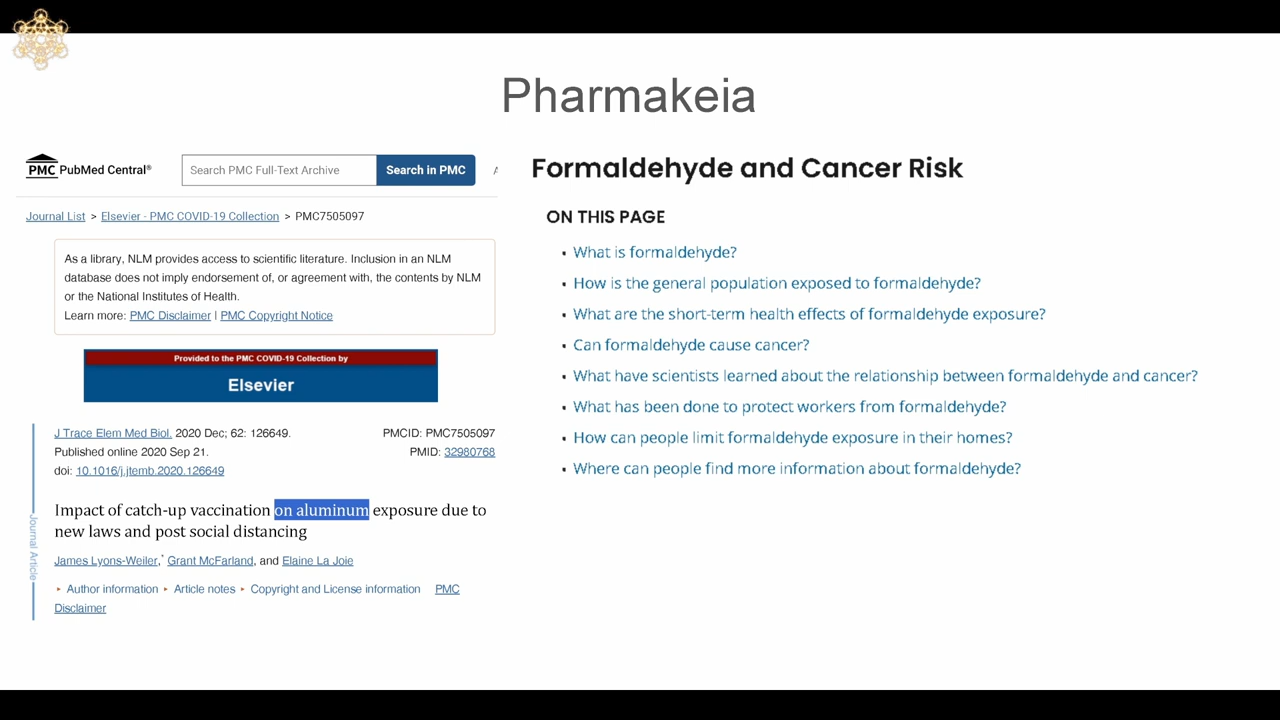 Pharmakeia
PMC PubMed Central®
Search PMC Full-Text Archive
Search in PMC
Journal List > Elsevier - PMC COVID-19 Collection > PMC7505097
As a library, NLM provides access to scientific literature. Inclusion in an NLM
database does not imply endorsement of, or agreement with, the contents by NLM
or the National Institutes of Health.
Learn more: PMC Disclaimer | PMC Copyright Notice
Provided to the PMC COVID-19 Collection by
Elsevier
Journal Article
J Trace Elem Med Biol. 2020 Dec; 62: 126649.
PMCID: PMC7505097
Published online 2020 Sep 21.
PMID: 32980768
doi: 10.1016/j.jtemb.2020.126649
Impact of catch-up vaccination on aluminum exposure due to
new laws and post social distancing
James Lyons-Weiler,* Grant McFarland, and Elaine La Joie
▸ Author information ▸ Article notes ▸ Copyright and License information PMC
Disclaimer
Formaldehyde and Cancer Risk
ON THIS PAGE
▪ What is formaldehyde?
▪ How is the general population exposed to formaldehyde?
▪ What are the short-term health effects of formaldehyde exposure?
▪ Can formaldehyde cause cancer?
▪ What have scientists learned about the relationship between formaldehyde and cancer?
▪ What has been done to protect workers from formaldehyde?
▪ How can people limit formaldehyde exposure in their homes?
▪ Where can people find more information about formaldehyde?